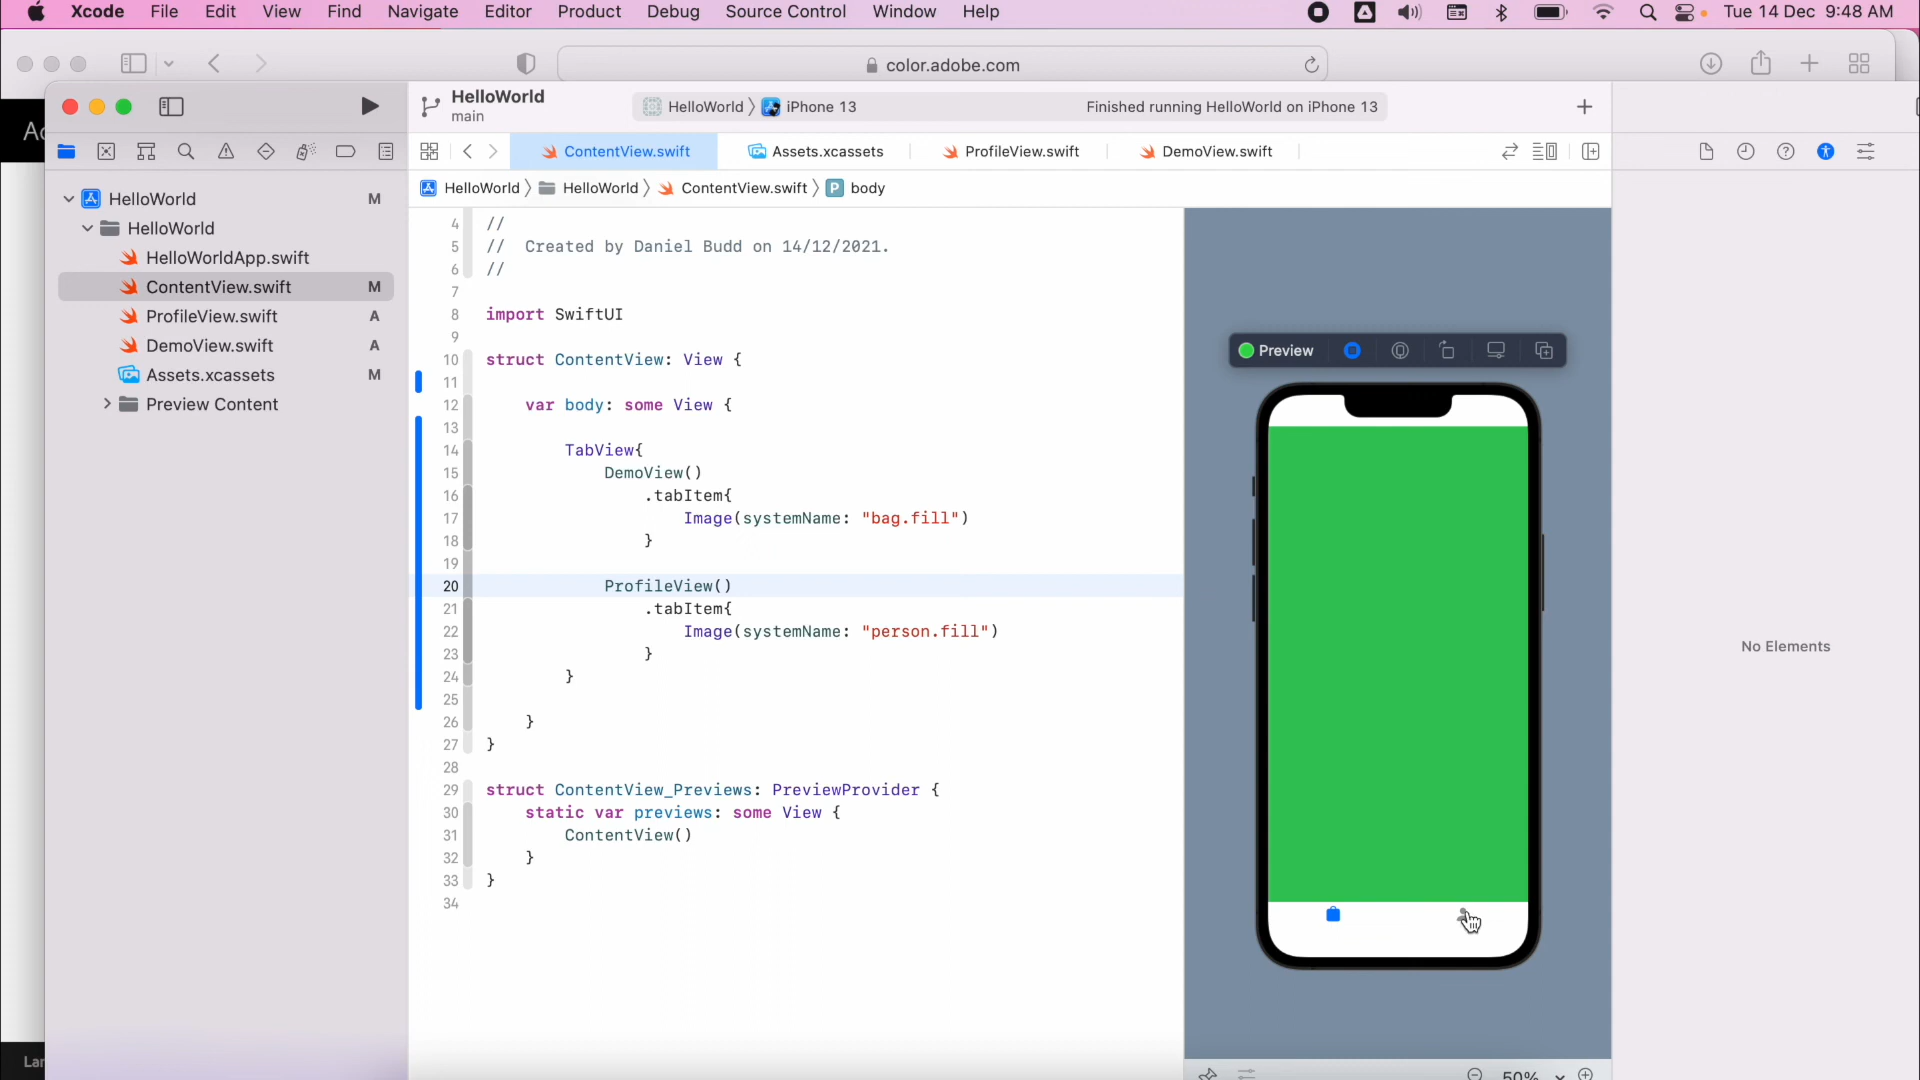 Xcode File Edit View Find Navigate Editor Product Debug Source Control Window Help
Tue 14 Dec 9:48 AM
color.adobe.com
HelloWorld
main
HelloWorld iPhone 13
Finished running HelloWorld on iPhone 13
ContentView.swift
Assets.xcassets
ProfileView.swift
DemoView.swift
HelloWorld HelloWorld ContentView.swift P body
HelloWorld M
HelloWorld
HelloWorldApp.swift
ContentView.swift M
ProfileView.swift A
DemoView.swift A
Assets.xcassets M
Preview Content
4 //
5 //  Created by Daniel Budd on 14/12/2021.
6 //
7
8 import SwiftUI
9
10 struct ContentView: View {
11
12 var body: some View {
13
14 TabView{
15 DemoView()
16 .tabItem{
17 Image(systemName: "bag.fill")
18 }
19
20 ProfileView()
21 .tabItem{
22 Image(systemName: "person.fill")
23 }
24 }
25
26 }
27 }
28
29 struct ContentView_Previews: PreviewProvider {
30 static var previews: some View {
31 ContentView()
32 }
33 }
34
Preview
No Elements
50%